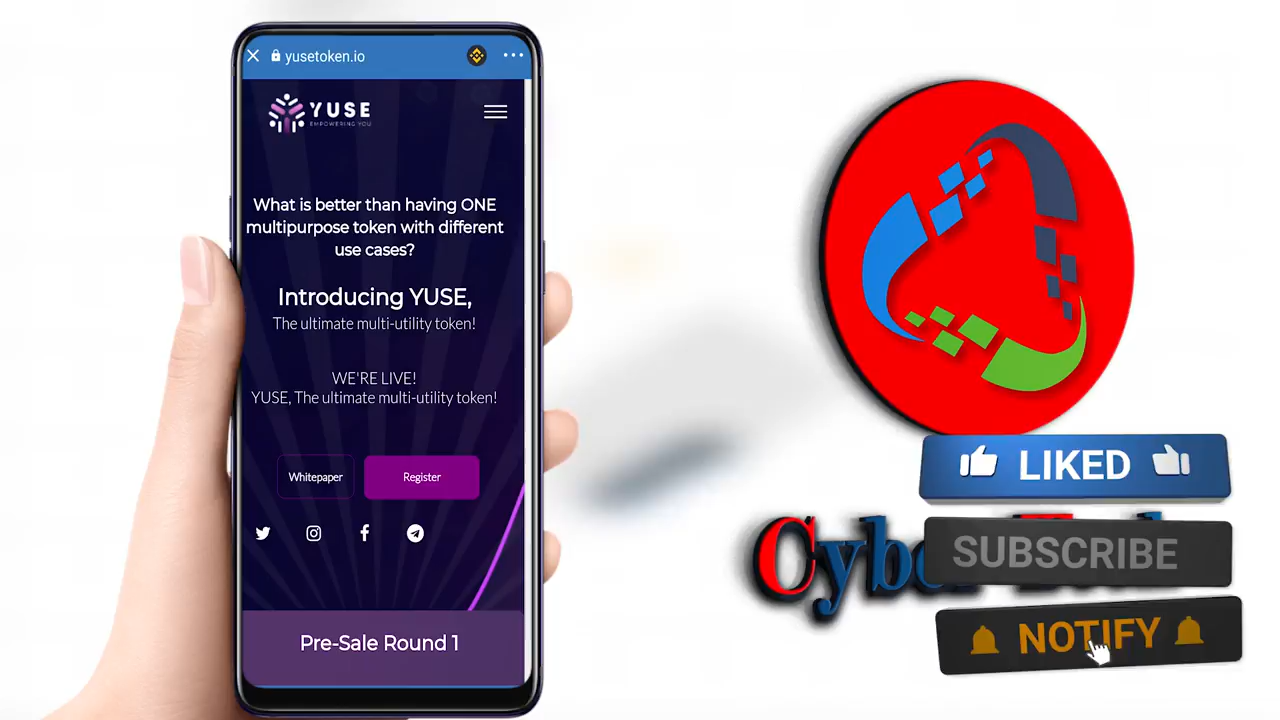 yusetoken.io
YUSE
EMPOWERING YOU
What is better than having ONE
multipurpose token with different
use cases?
Introducing YUSE,
The ultimate multi-utility token!
WE'RE LIVE!
YUSE, The ultimate multi-utility token!
Whitepaper
Register
Pre-Sale Round 1
LIKED
SUBSCRIBE
NOTIFY